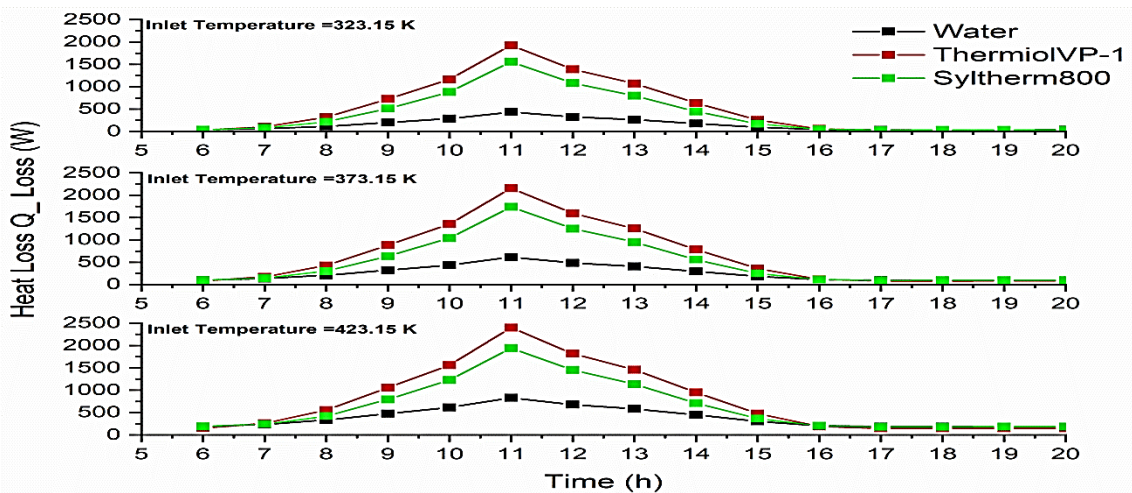 Heat Loss Q_Loss (W)
Inlet Temperature =323.15 K
Water
ThermiolVP-1
Syltherm800
2500
2000
1500
1000
500
0
5 6 7 8 9 10 11 12 13 14 15 16 17 18 19 20
Inlet Temperature =373.15 K
2500
2000
1500
1000
500
0
5 6 7 8 9 10 11 12 13 14 15 16 17 18 19 20
Inlet Temperature =423.15 K
2500
2000
1500
1000
500
0
5 6 7 8 9 10 11 12 13 14 15 16 17 18 19 20
Time (h)